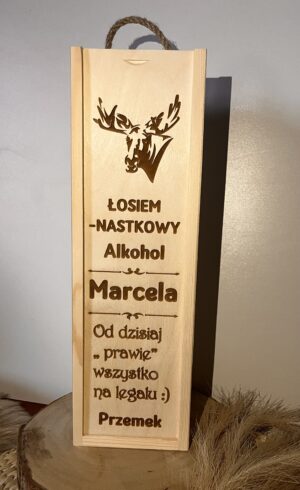 ŁOSIEM
-NASTKOWY
Alkohol
Marcela
Od dzisiaj
„ prawie"
wszystko
na legalu :)
Przemek